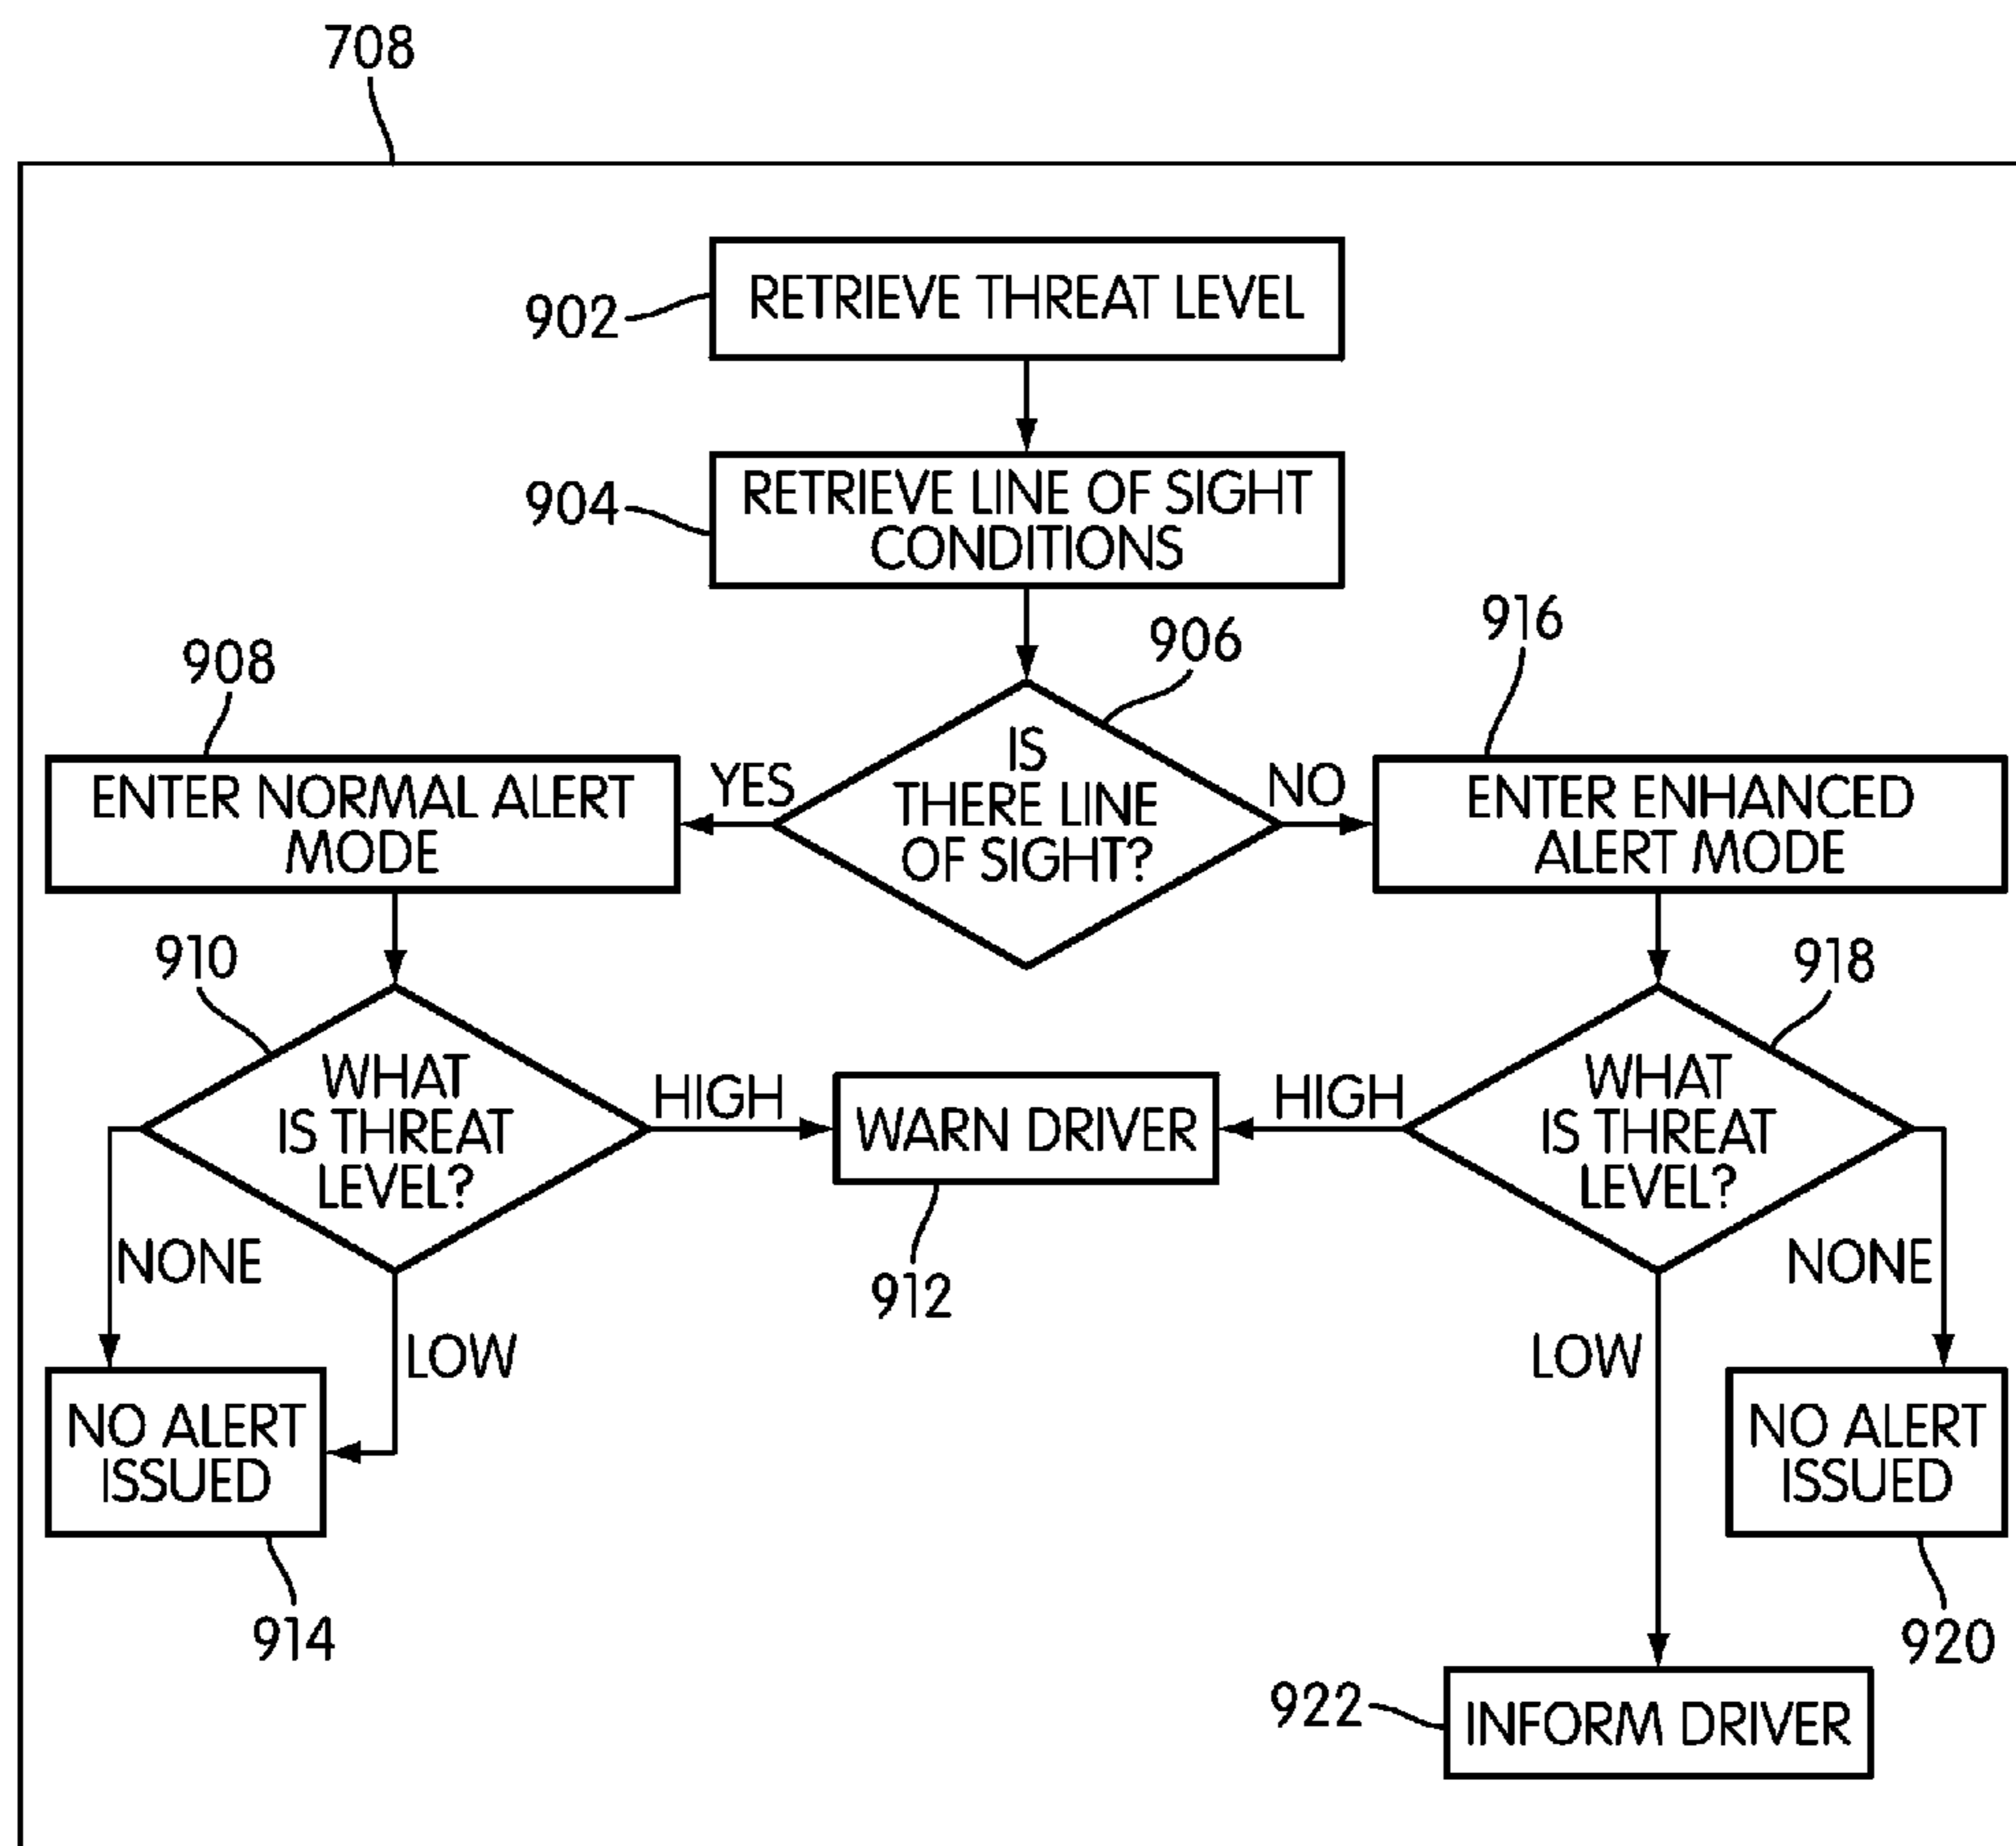 708
902
RETRIEVE THREAT LEVEL
904
RETRIEVE LINE OF SIGHT
CONDITIONS
906
IS
THERE LINE
OF SIGHT?
YES
NO
908
ENTER NORMAL ALERT
MODE
916
ENTER ENHANCED
ALERT MODE
910
WHAT
IS THREAT
LEVEL?
HIGH
WARN DRIVER
912
HIGH
918
WHAT
IS THREAT
LEVEL?
NONE
LOW
NO ALERT
ISSUED
914
LOW
NONE
NO ALERT
ISSUED
920
922
INFORM DRIVER